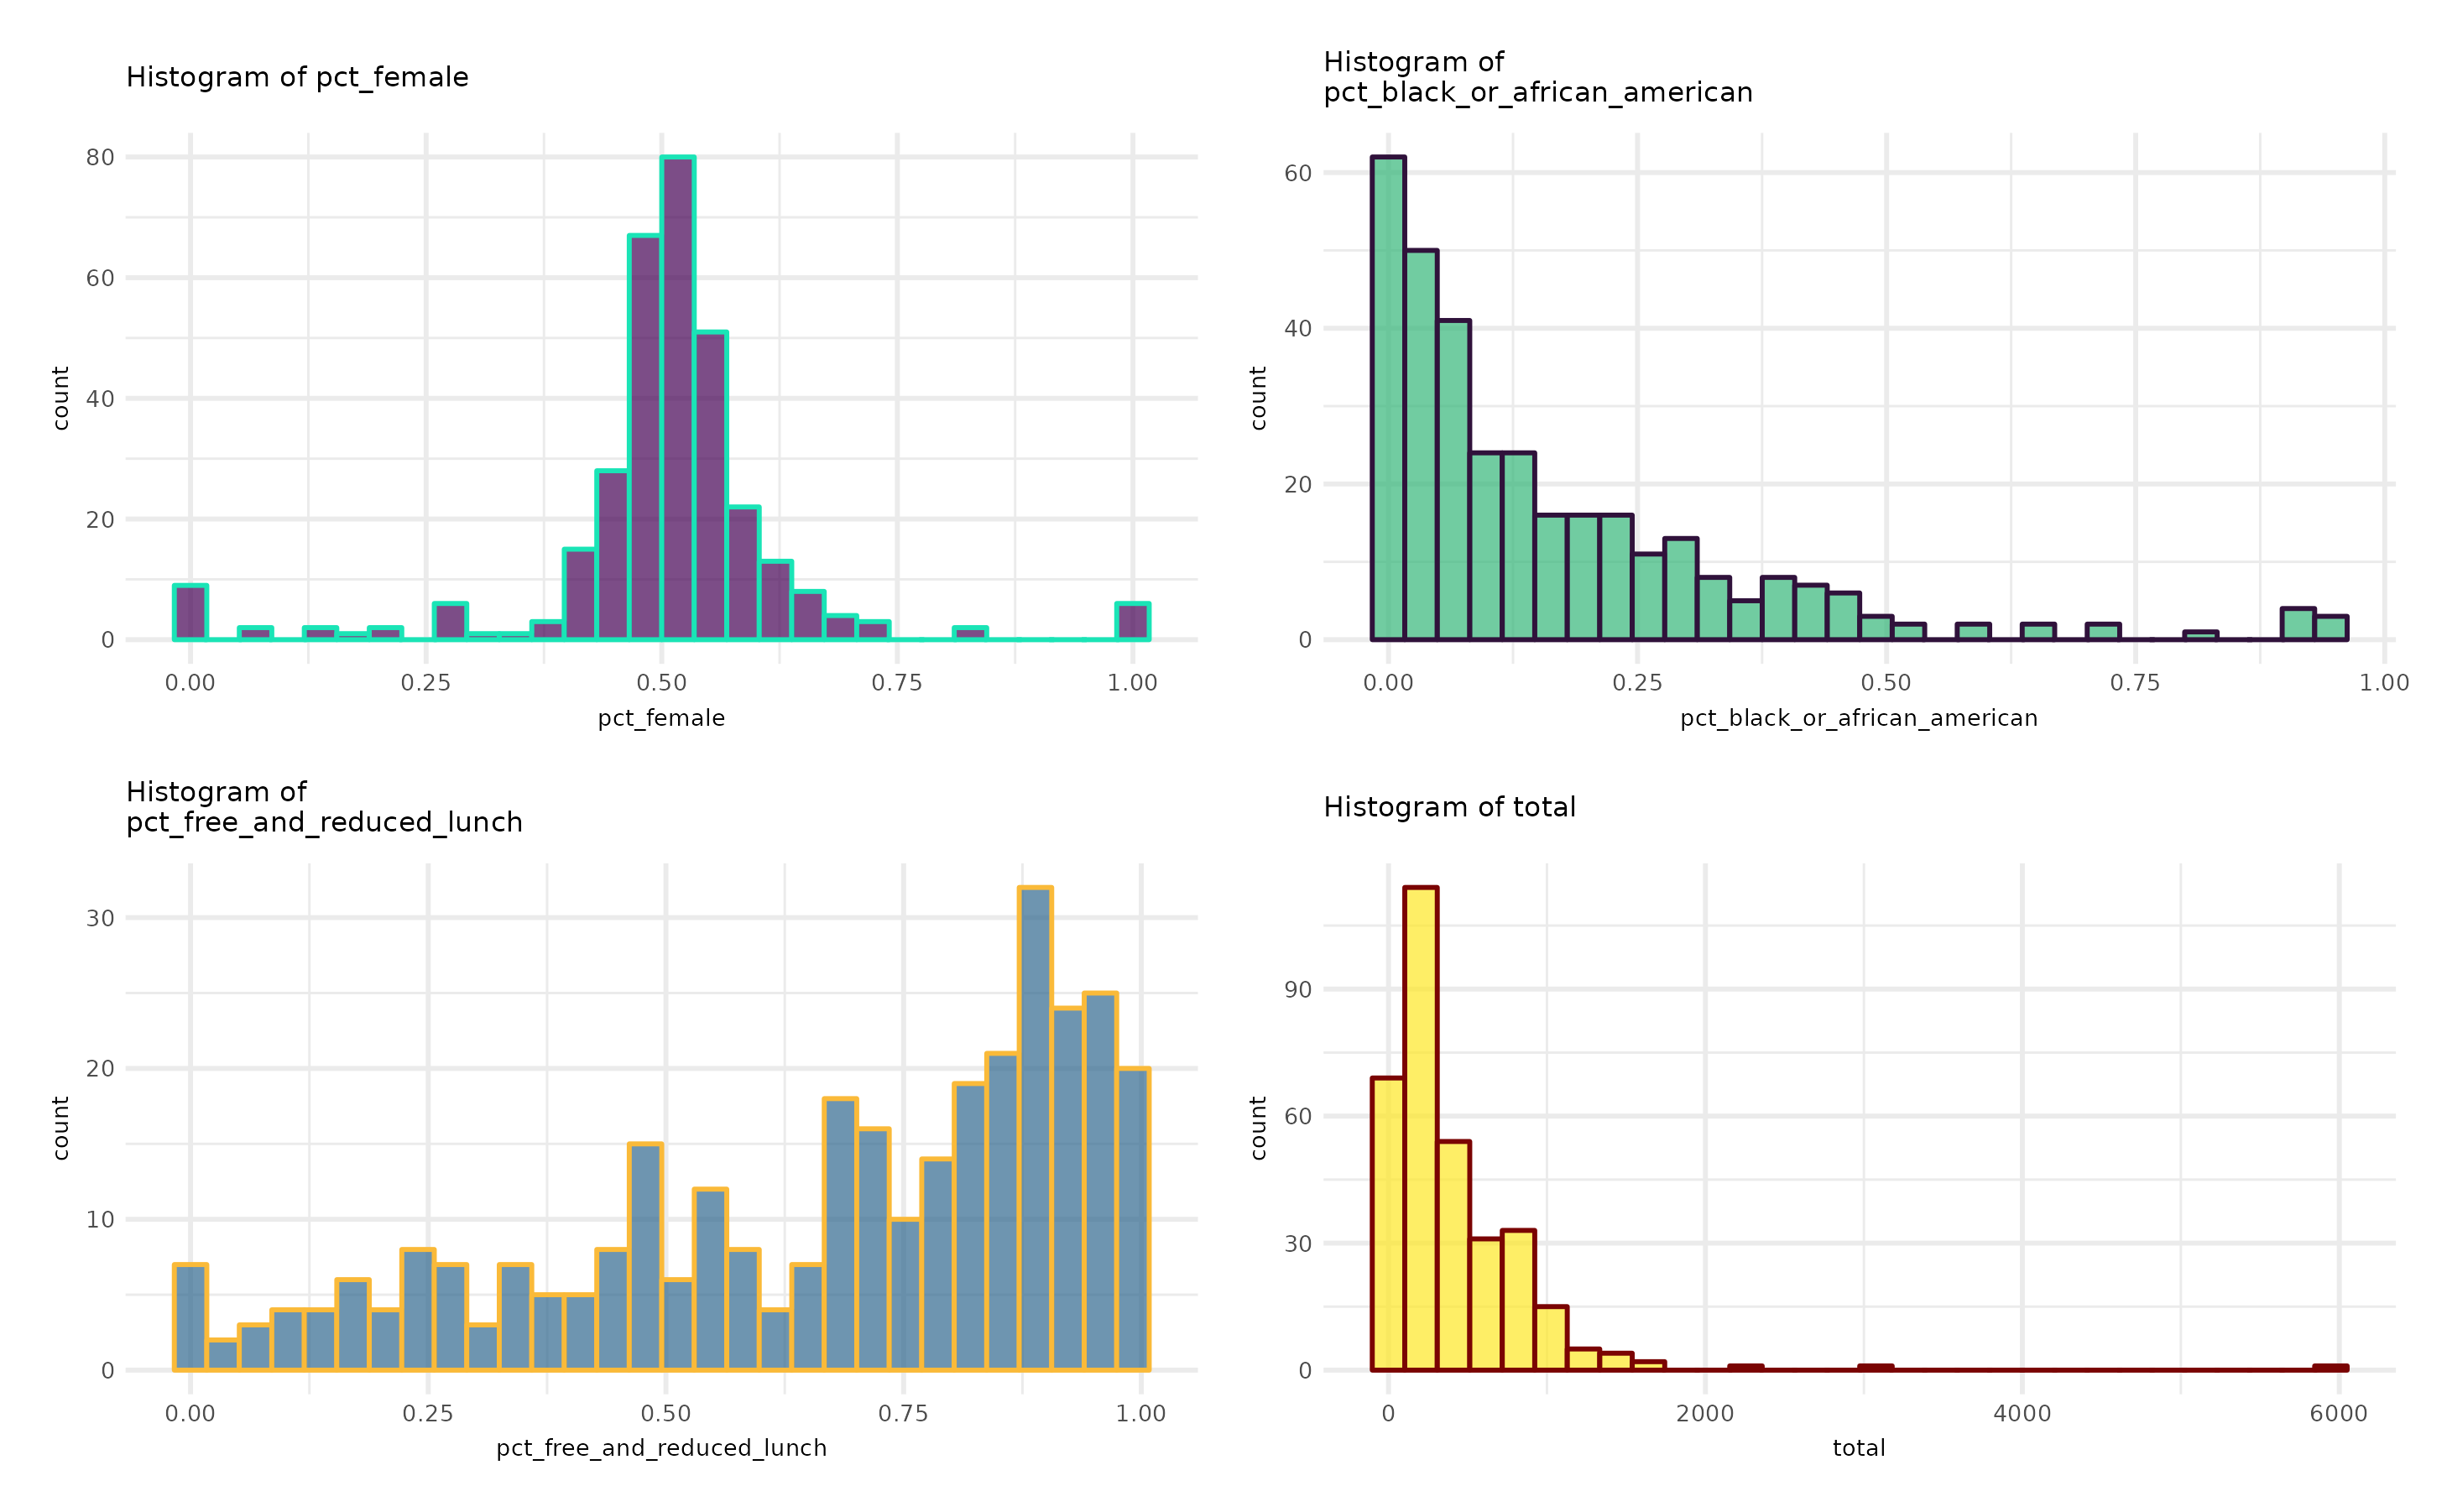 Histogram of pct_female
80
60
40
20
0
count
0.00 0.25 0.50 0.75 1.00
pct_female
Histogram of
pct_black_or_african_american
60
40
20
0
count
0.00 0.25 0.50 0.75 1.00
pct_black_or_african_american
Histogram of
pct_free_and_reduced_lunch
30
20
10
0
count
0.00 0.25 0.50 0.75 1.00
pct_free_and_reduced_lunch
Histogram of total
90
60
30
0
count
0 2000 4000 6000
total